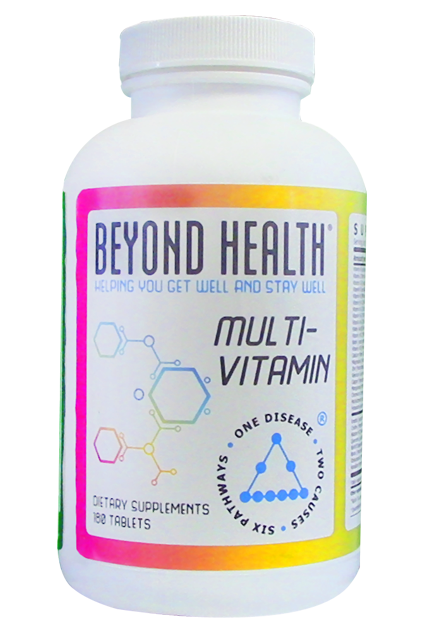 BEYOND HEALTH®
HELPING YOU GET WELL AND STAY WELL
MULTI-
VITAMIN
· ONE DISEASE · TWO CAUSES · SIX PATHWAYS
®
DIETARY SUPPLEMENTS
180 TABLETS
S U